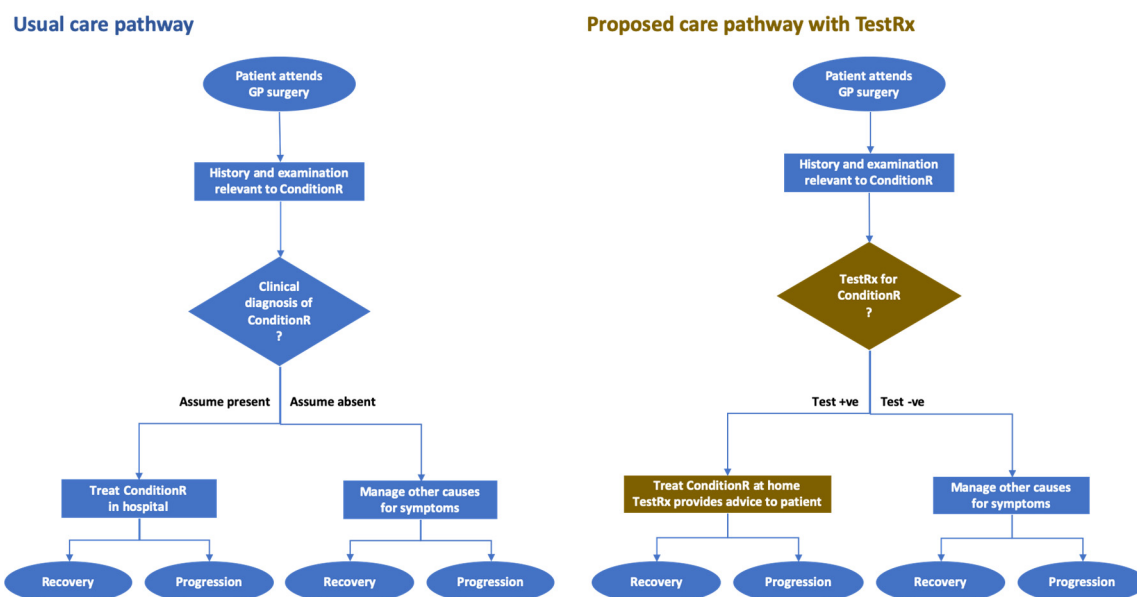 Usual care pathway
Patient attends
GP surgery
History and examination
relevant to ConditionR
Clinical
diagnosis of
ConditionR
?
Assume present
Assume absent
Treat ConditionR
in hospital
Manage other causes
for symptoms
Recovery
Progression
Recovery
Progression
Proposed care pathway with TestRx
Patient attends
GP surgery
History and examination
relevant to ConditionR
TestRx for
ConditionR
?
Test +ve
Test -ve
Treat ConditionR at home
TestRx provides advice to patient
Manage other causes
for symptoms
Recovery
Progression
Recovery
Progression